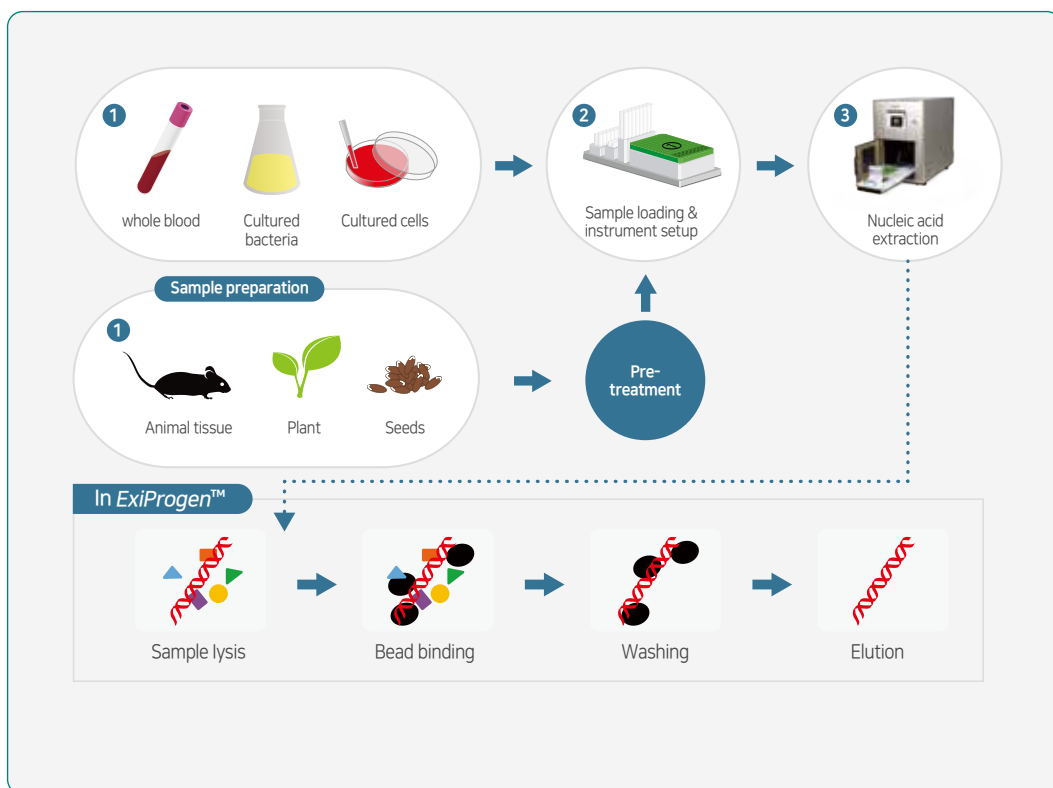 1
whole blood
Cultured
bacteria
Cultured cells
2
Sample loading &
instrument setup
3
Nucleic acid
extraction
Sample preparation
1
Animal tissue
Plant
Seeds
Pre-
treatment
In ExiProgen™
Sample lysis
Bead binding
Washing
Elution